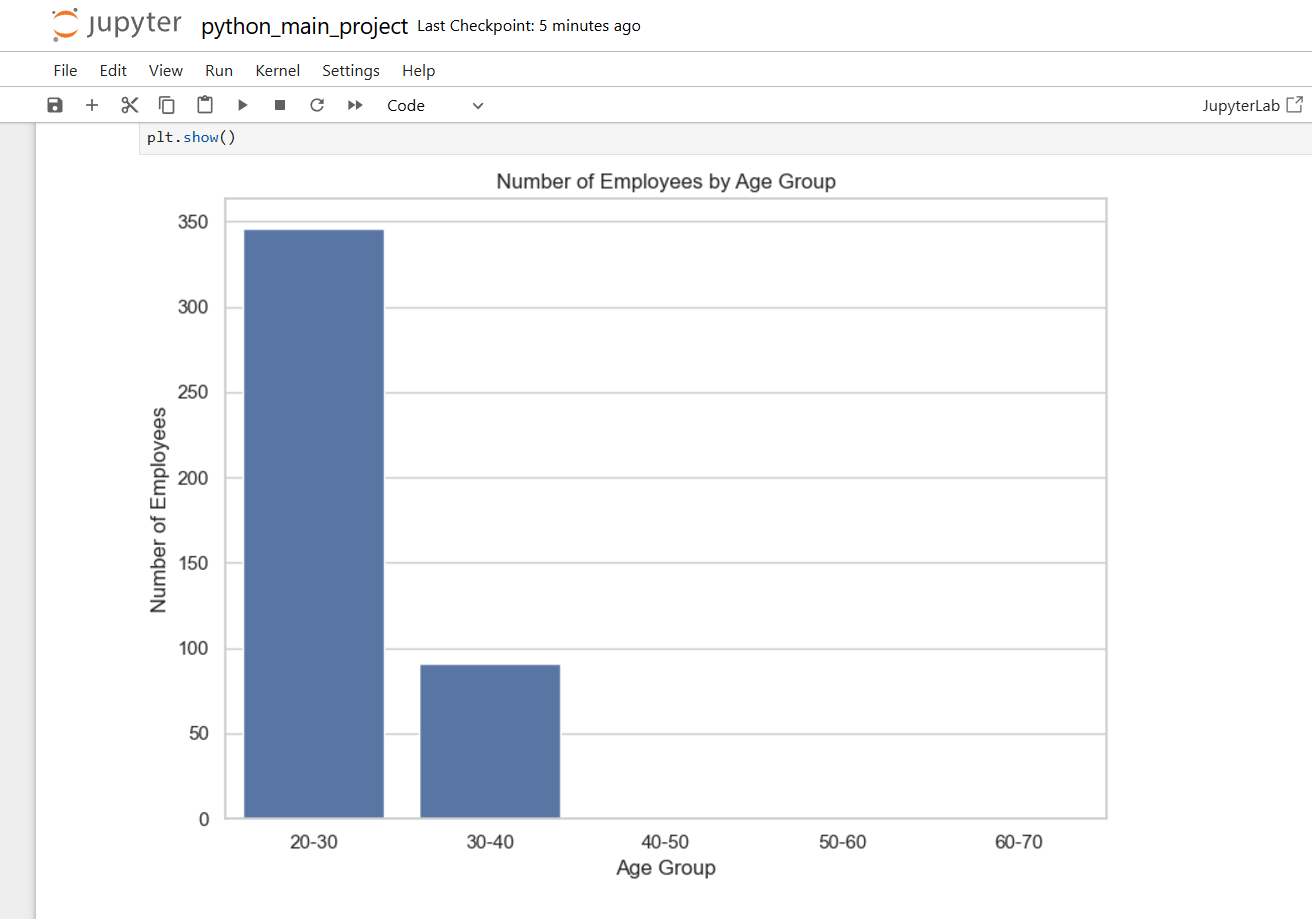 jupyter python_main_project Last Checkpoint: 5 minutes ago
File Edit View Run Kernel Settings Help
Code JupyterLab
plt.show()
Number of Employees by Age Group
350
300
250
200
150
100
50
0
Number of Employees
20-30 30-40 40-50 50-60 60-70
Age Group